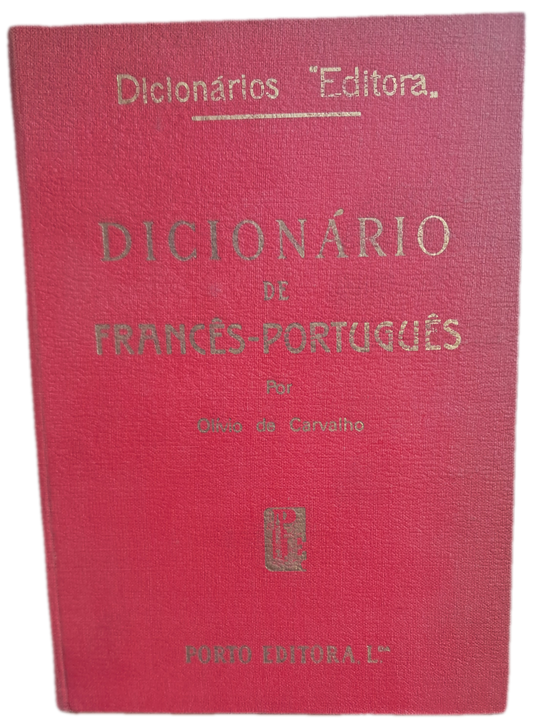 Dicionários "Editora„
DICIONÁRIO
DE
FRANCÊS-PORTUGUÊS
Por
Olívio de Carvalho
PORTO EDITORA, L.ᴰᴬ